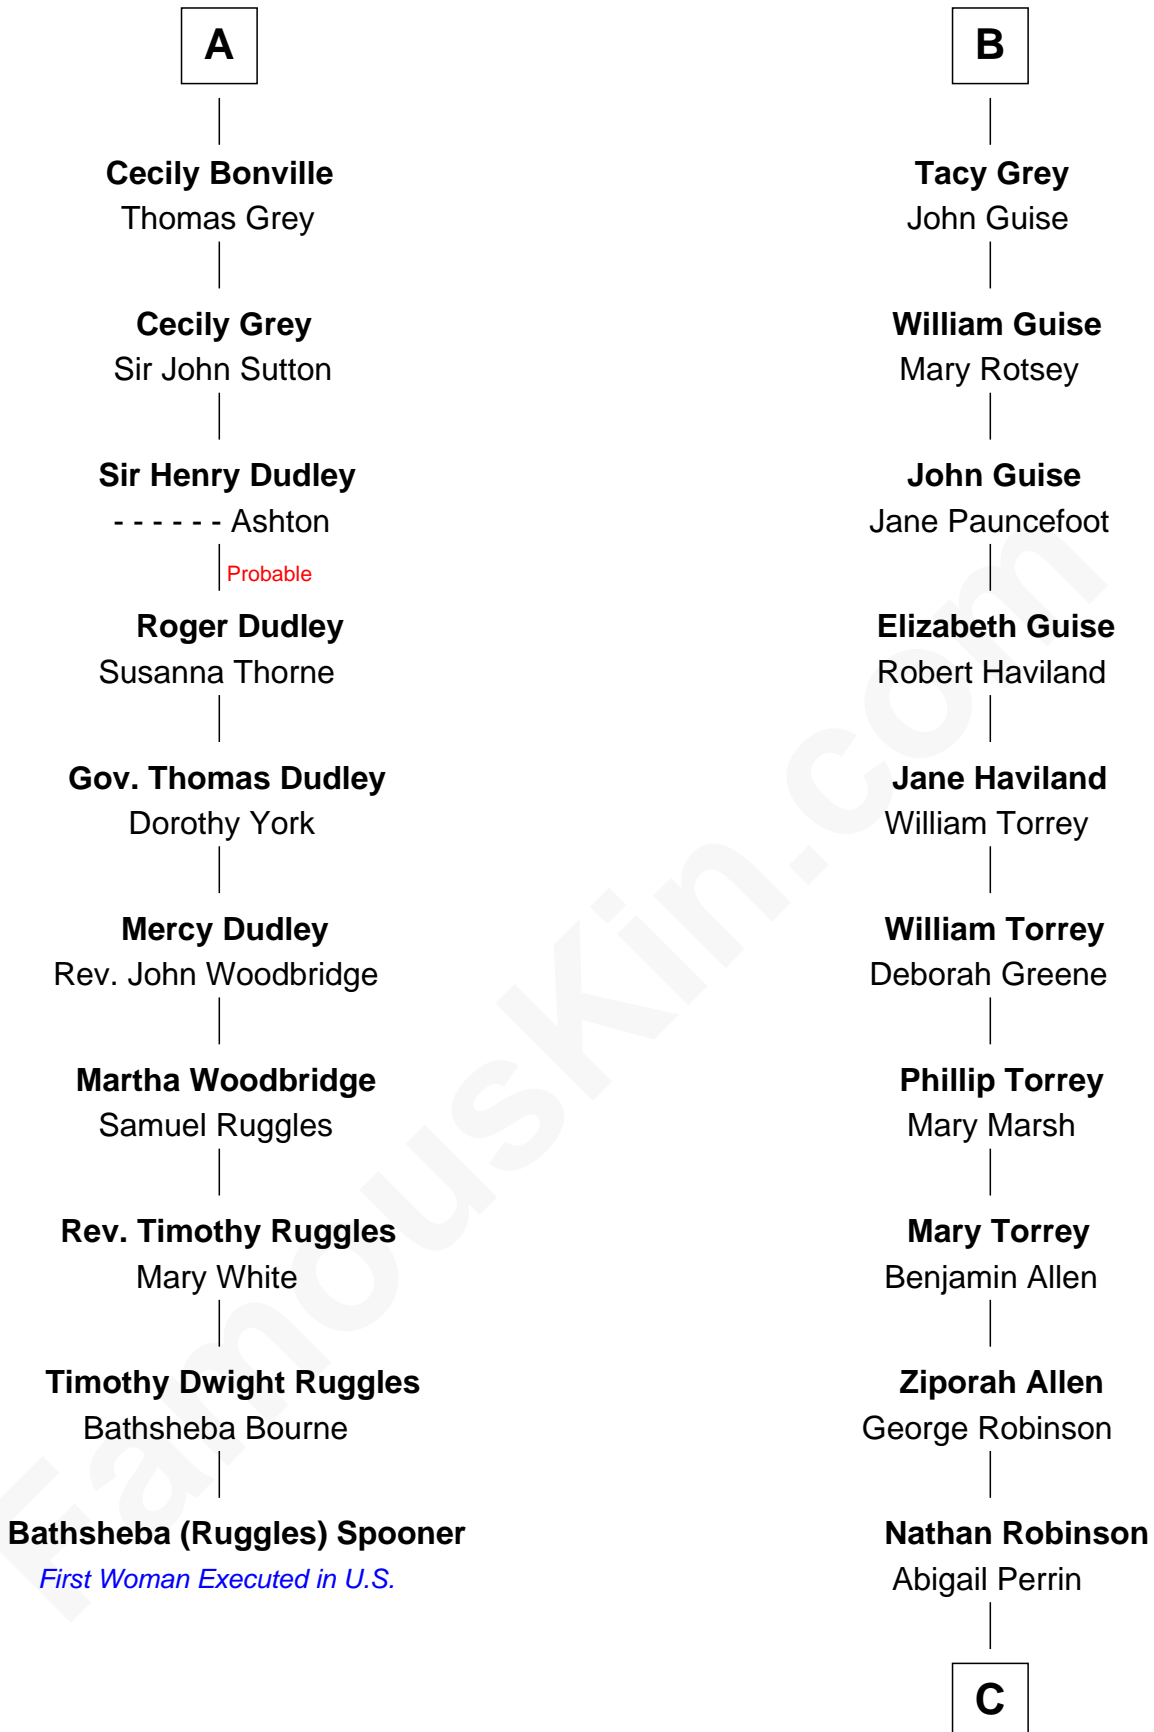 A
Cecily Bonville
Thomas Grey
Cecily Grey
Sir John Sutton
Sir Henry Dudley
- - - - - - Ashton
Probable
Roger Dudley
Susanna Thorne
Gov. Thomas Dudley
Dorothy York
Mercy Dudley
Rev. John Woodbridge
Martha Woodbridge
Samuel Ruggles
Rev. Timothy Ruggles
Mary White
Timothy Dwight Ruggles
Bathsheba Bourne
Bathsheba (Ruggles) Spooner
First Woman Executed in U.S.
B
Tacy Grey
John Guise
William Guise
Mary Rotsey
John Guise
Jane Pauncefoot
Elizabeth Guise
Robert Haviland
Jane Haviland
William Torrey
William Torrey
Deborah Greene
Phillip Torrey
Mary Marsh
Mary Torrey
Benjamin Allen
Ziporah Allen
George Robinson
Nathan Robinson
Abigail Perrin
C
FamousKin.com